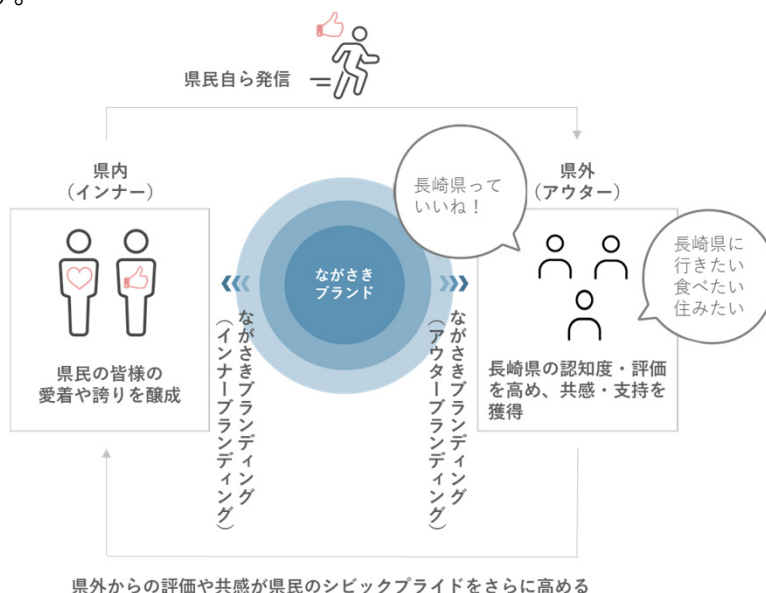 る。
県民自ら発信
県内
（インナー）
県民の皆様の
愛着や誇りを醸成
ながさき
ブランド
ながさきブランディング
（インナーブランディング）
ながさきブランディング
（アウターブランディング）
長崎県って
いいね！
県外
（アウター）
長崎県に
行きたい
食べたい
住みたい
長崎県の認知度・評価
を高め、共感・支持を
獲得
県外からの評価や共感が県民のシビックプライドをさらに高める